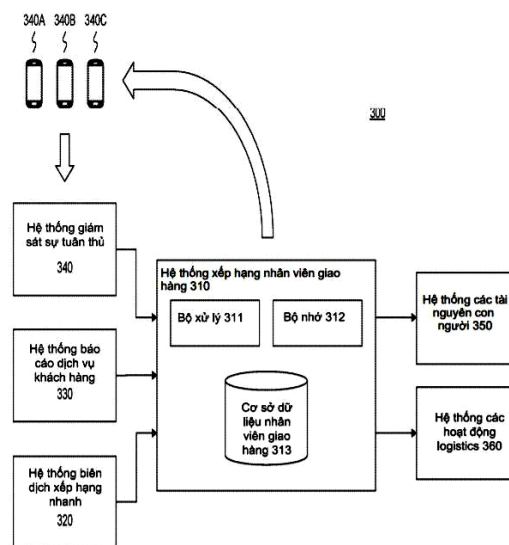 340A 340B 340C
300
Hệ thống giám
sát sự tuân thủ
340
Hệ thống báo
cáo dịch vụ
khách hàng
330
Hệ thống biên
dịch xếp hạng
nhanh
320
Hệ thống xếp hạng nhân viên giao
hàng 310
Bộ xử lý 311
Bộ nhớ 312
Cơ sở dữ
liệu nhân
viên giao
hàng 313
Hệ thống các tài
nguyên con
người 350
Hệ thống các
hoạt động
logistics 360